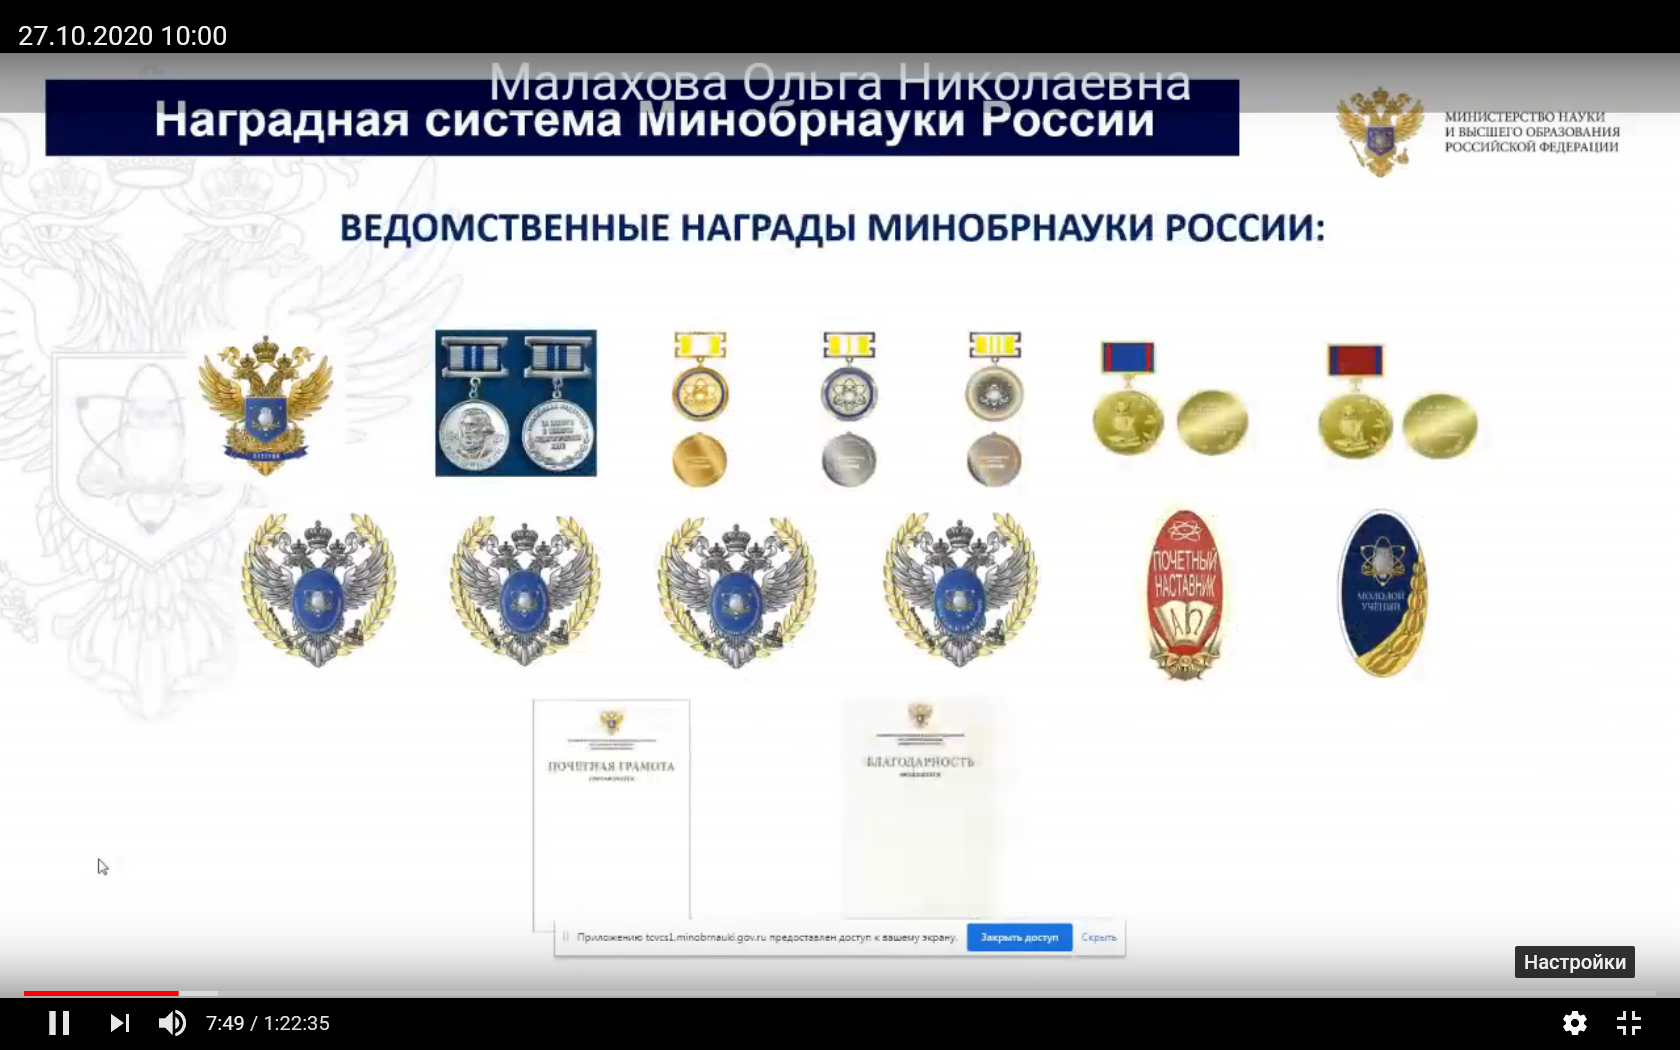 27.10.2020 10:00
Малахова Ольга Николаевна
Наградная система Минобрнауки России
МИНИСТЕРСТВО НАУКИ
И ВЫСШЕГО ОБРАЗОВАНИЯ
РОССИЙСКОЙ ФЕДЕРАЦИИ
ВЕДОМСТВЕННЫЕ НАГРАДЫ МИНОБРНАУКИ РОССИИ:
ПОЧЕТНЫЙ
НАСТАВНИК
МОЛОДОЙ
УЧЁНЫЙ
ПОЧЕТНАЯ ГРАМОТА
БЛАГОДАРНОСТЬ
Приложению tcvcs1.minobrnauki.gov.ru предоставлен доступ к вашему экрану.
Закрыть доступ
Скрыть
Настройки
7:49 / 1:22:35